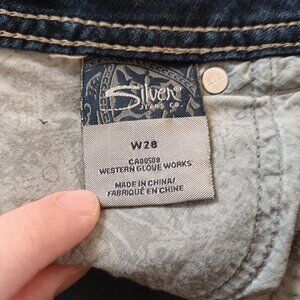 Silver
JEANS CO.
W28
CA00508
WESTERN GLOVE WORKS
MADE IN CHINA/
FABRIQUÉ EN CHINE